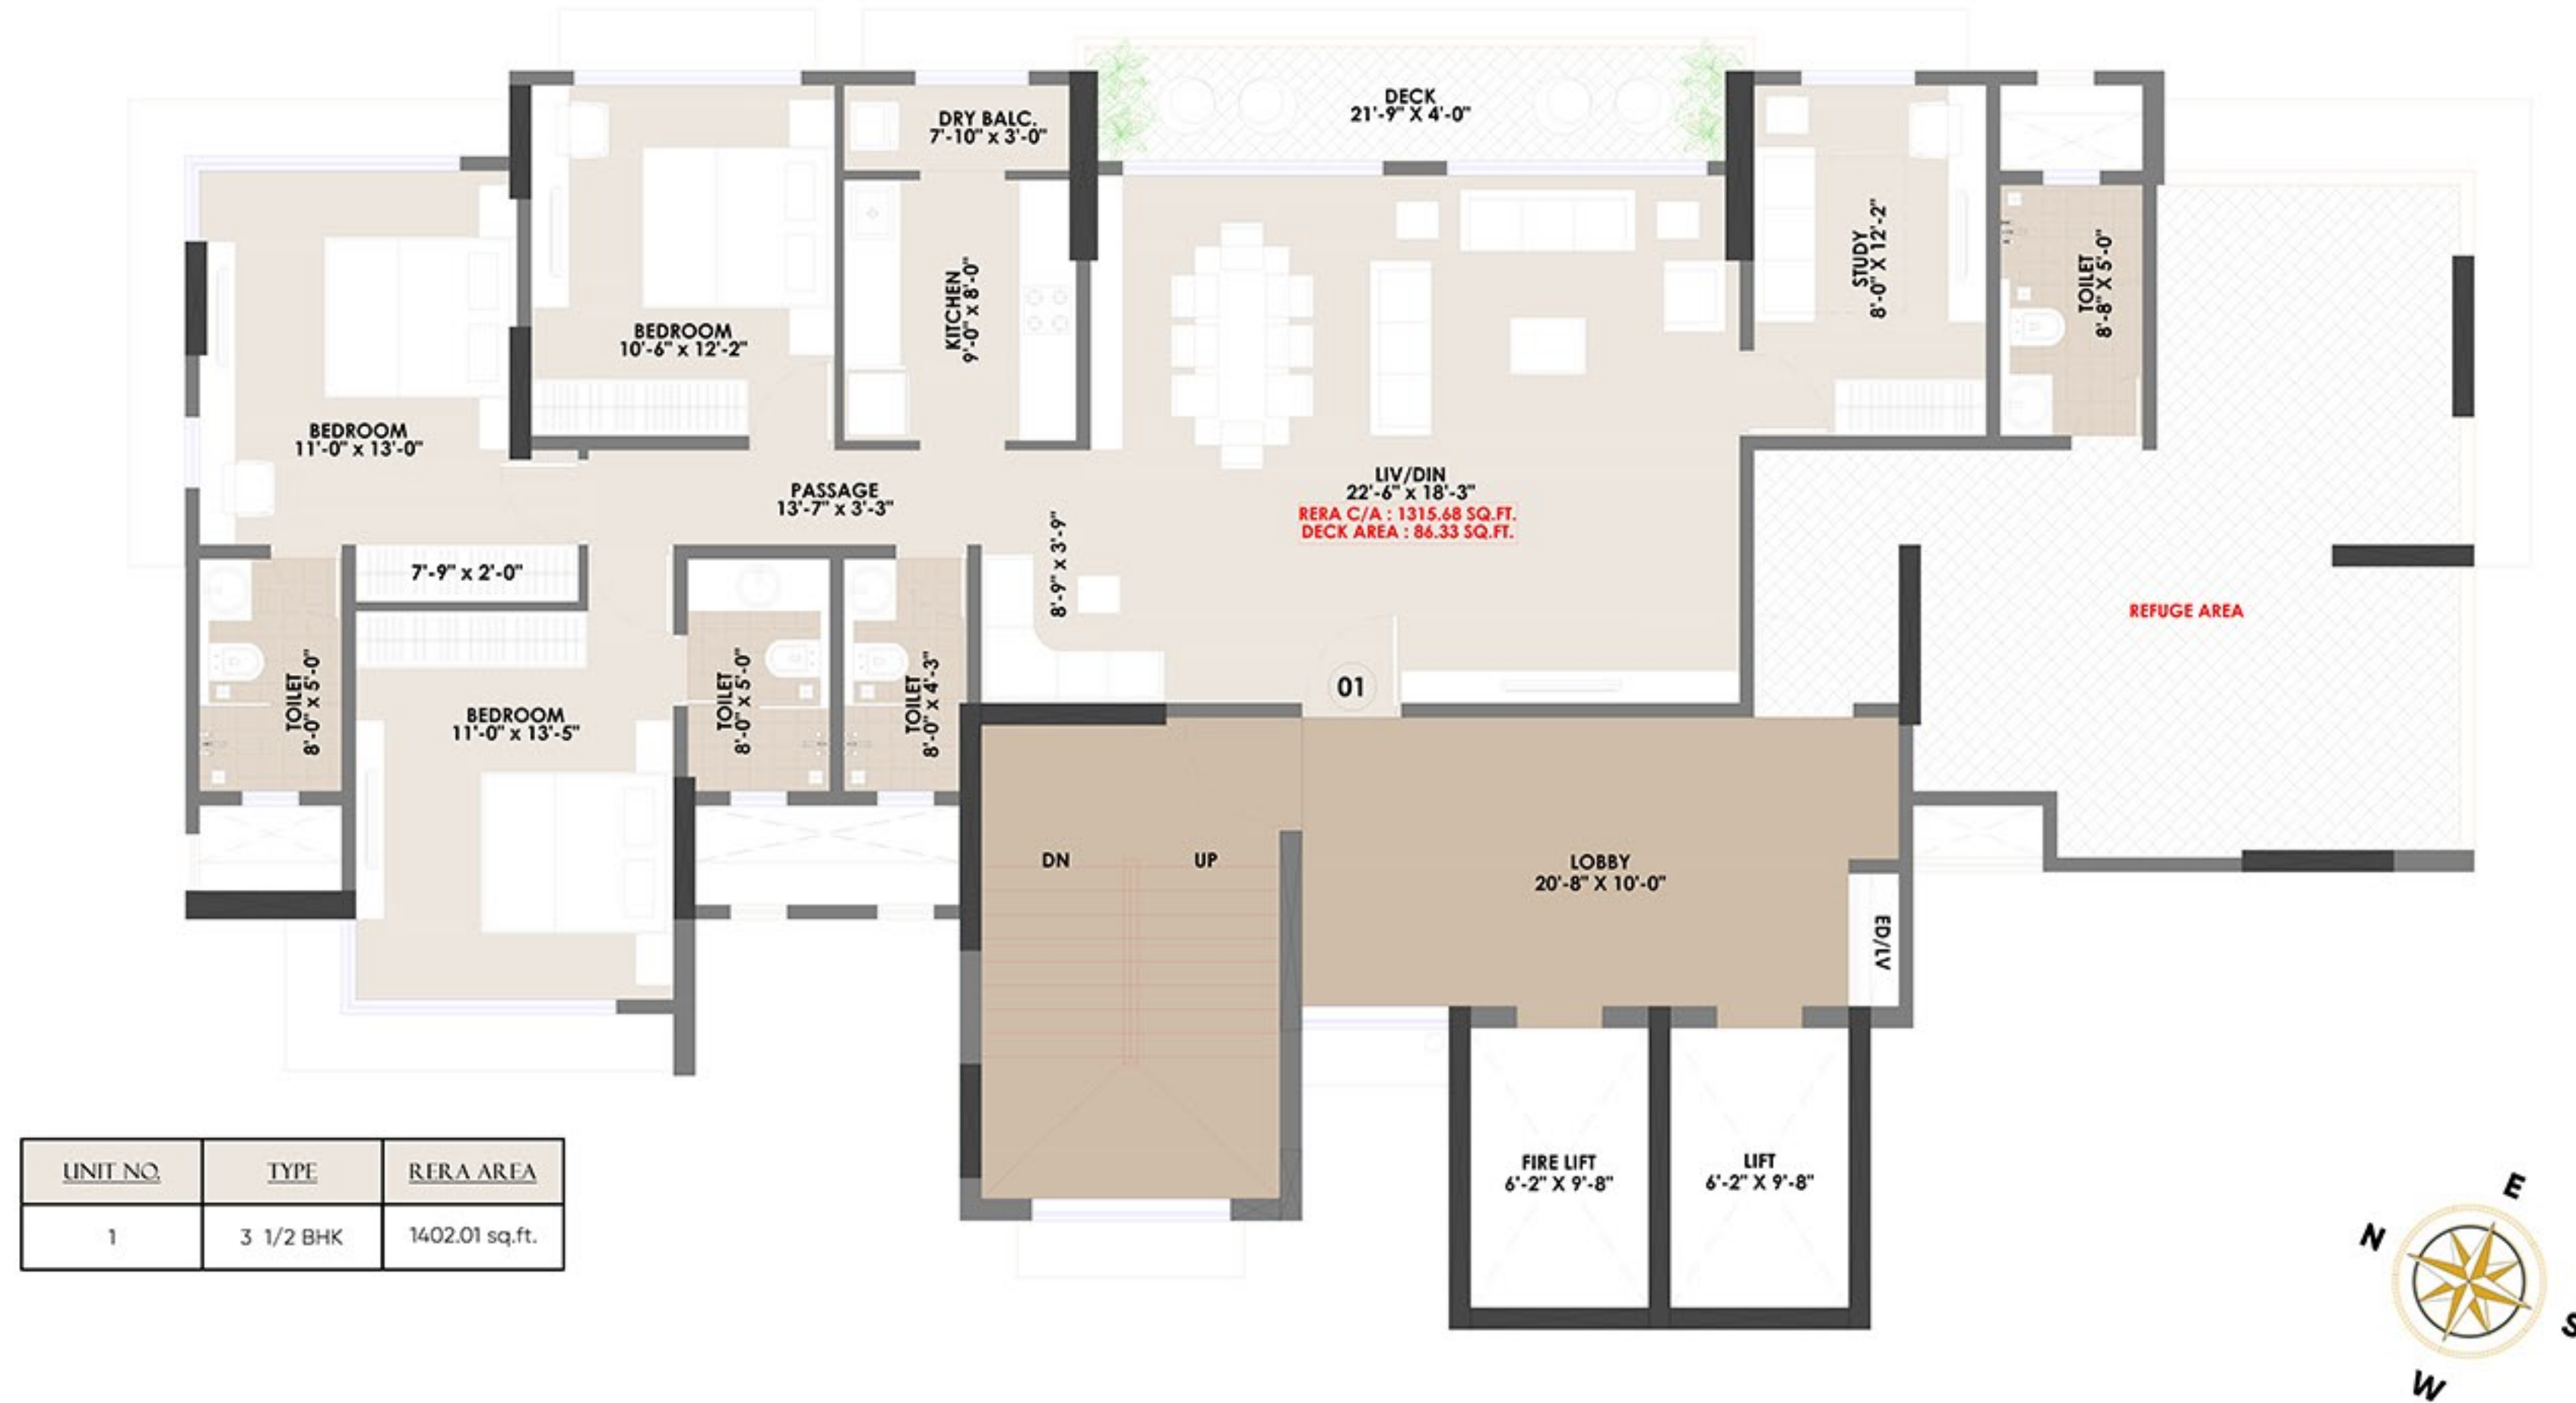 DECK
21'-9" X 4'-0"
DRY BALC.
7'-10" x 3'-0"
BEDROOM
10'-6" x 12'-2"
KITCHEN
9'-0" x 8'-0"
STUDY
8'-0" X 12'-2"
TOILET
8'-8" X 5'-0"
BEDROOM
11'-0" x 13'-0"
PASSAGE
13'-7" x 3'-3"
LIV/DIN
22'-6" x 18'-3"
RERA C/A : 1315.68 SQ.FT.
DECK AREA : 86.33 SQ.FT.
8'-9" x 3'-9"
7'-9" x 2'-0"
REFUGE AREA
TOILET
8'-0" x 5'-0"
BEDROOM
11'-0" x 13'-5"
TOILET
8'-0" x 5'-0"
TOILET
8'-0" x 4'-3"
01
DN
UP
LOBBY
20'-8" X 10'-0"
ED/LV
FIRE LIFT
6'-2" X 9'-8"
LIFT
6'-2" X 9'-8"
UNIT NO. TYPE RERA AREA
1 3 1/2 BHK 1402.01 sq.ft.
E
N
S
W